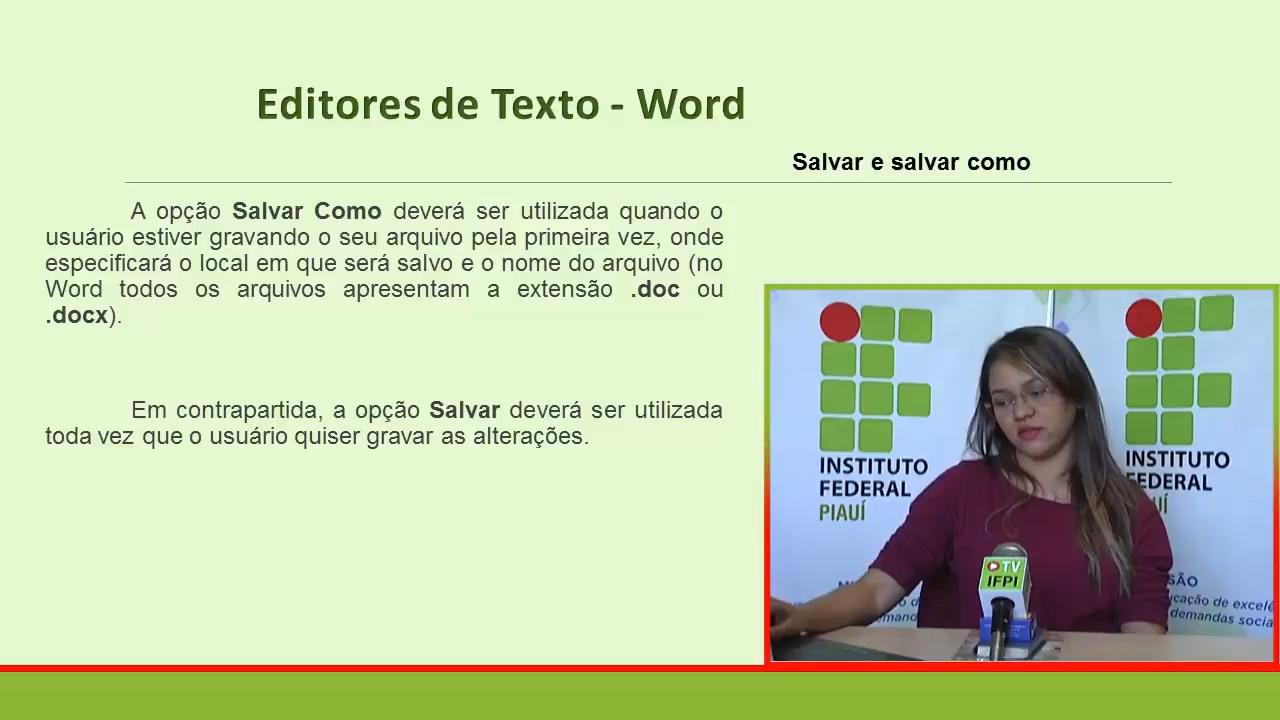 Editores de Texto - Word
Salvar e salvar como
A opção Salvar Como deverá ser utilizada quando o
usuário estiver gravando o seu arquivo pela primeira vez, onde
especificará o local em que será salvo e o nome do arquivo (no
Word todos os arquivos apresentam a extensão .doc ou
.docx).
Em contrapartida, a opção Salvar deverá ser utilizada
toda vez que o usuário quiser gravar as alterações.
INSTITUTO
FEDERAL
PIAUÍ
INSTITUTO
FEDERAL
TV
IFPI
demandas